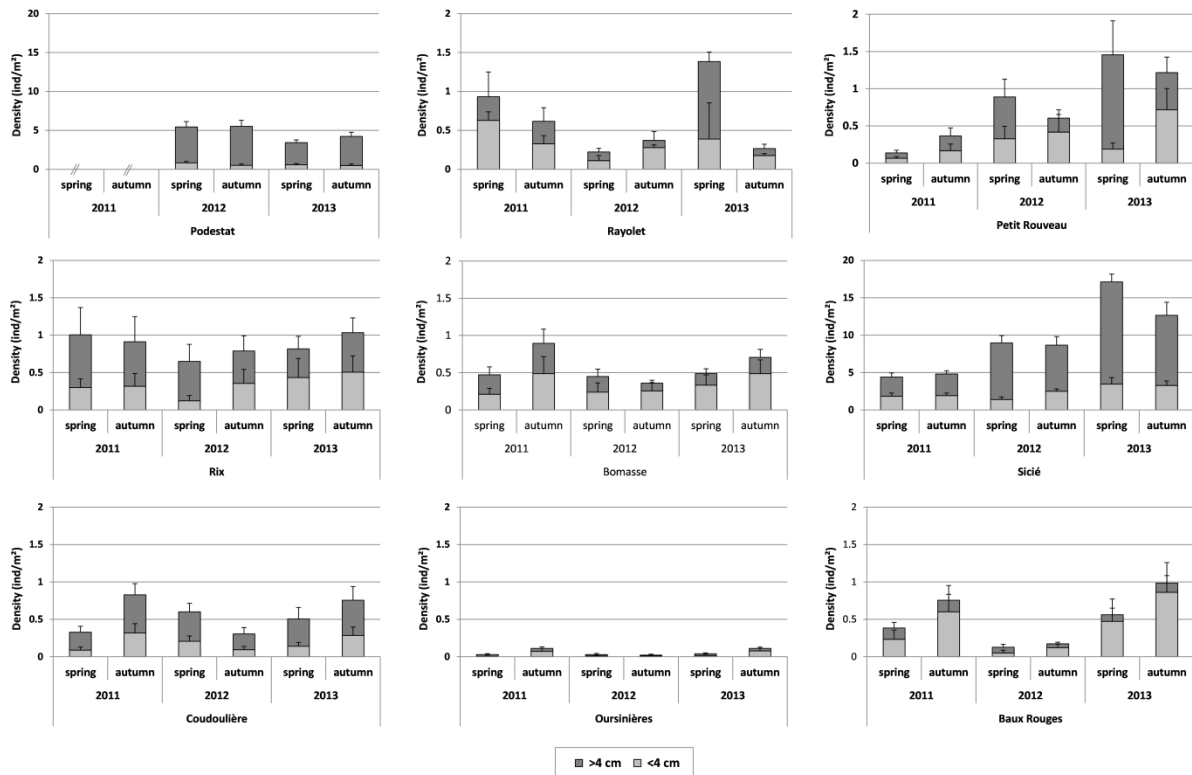 20
15
10
5
0
Density (ind/m²)
spring autumn spring autumn spring autumn
2011 2012 2013
Podestat
2
1.5
1
0.5
0
Density (ind/m²)
spring autumn spring autumn spring autumn
2011 2012 2013
Rayolet
2
1.5
1
0.5
0
Density (ind/m²)
spring autumn spring autumn spring autumn
2011 2012 2013
Petit Rouveau
2
1.5
1
0.5
0
Density (ind/m²)
spring autumn spring autumn spring autumn
2011 2012 2013
Rix
2
1.5
1
0.5
0
Density (ind/m²)
spring autumn spring autumn spring autumn
2011 2012 2013
Bomasse
20
15
10
5
0
Density (ind/m²)
spring autumn spring autumn spring autumn
2011 2012 2013
Sicié
2
1.5
1
0.5
0
Density (ind/m²)
spring autumn spring autumn spring autumn
2011 2012 2013
Coudoulière
2
1.5
1
0.5
0
Density (ind/m²)
spring autumn spring autumn spring autumn
2011 2012 2013
Oursinières
2
1.5
1
0.5
0
Density (ind/m²)
spring autumn spring autumn spring autumn
2011 2012 2013
Baux Rouges
>4 cm <4 cm